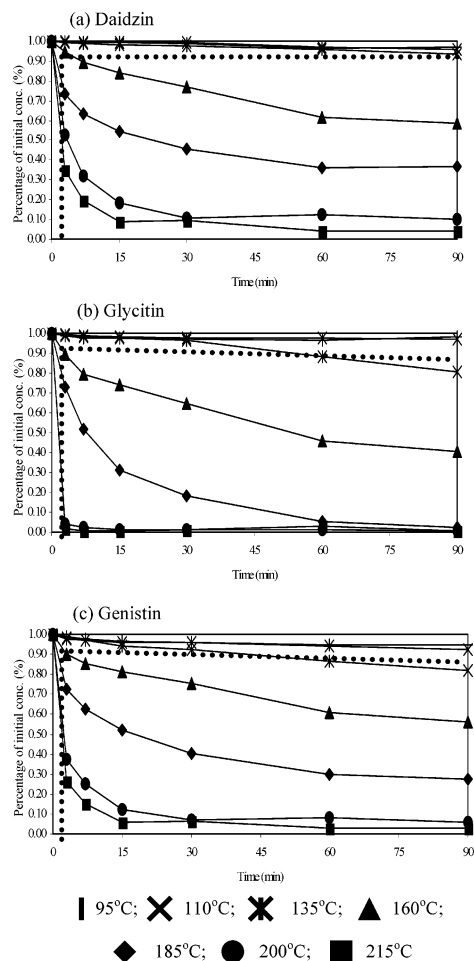 (a) Daidzin
Percentage of initial conc. (%)
1.00
0.90
0.80
0.70
0.60
0.50
0.40
0.30
0.20
0.10
0.00
0 15 30 45 60 75 90
Time (min)
(b) Glycitin
Percentage of initial conc. (%)
1.00
0.90
0.80
0.70
0.60
0.50
0.40
0.30
0.20
0.10
0.00
0 15 30 45 60 75 90
Time (min)
(c) Genistin
Percentage of initial conc. (%)
1.00
0.90
0.80
0.70
0.60
0.50
0.40
0.30
0.20
0.10
0.00
0 15 30 45 60 75 90
Time (min)
95°C; 110°C; 135°C; 160°C
185°C; 200°C; 215°C